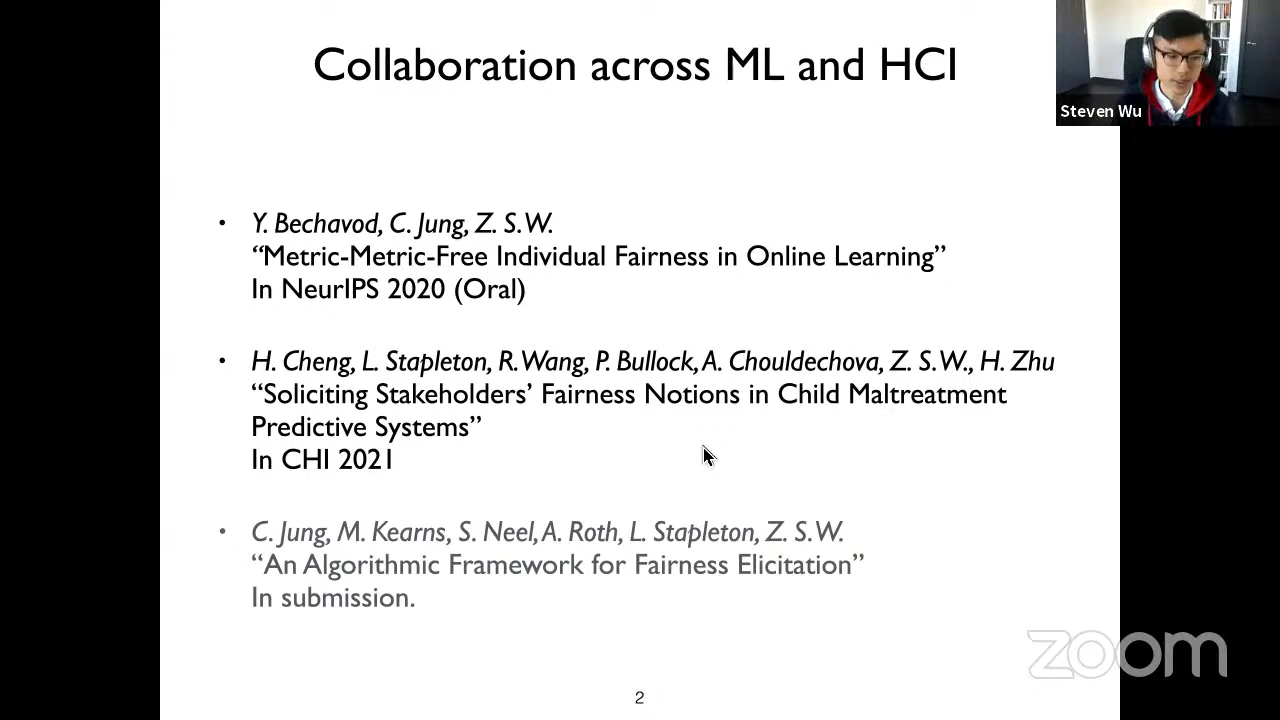 Collaboration across ML and HCI
Steven Wu
• Y. Bechavod, C. Jung, Z. S.W.
“Metric-Metric-Free Individual Fairness in Online Learning”
In NeurIPS 2020 (Oral)
• H. Cheng, L. Stapleton, R. Wang, P. Bullock, A. Chouldechova, Z. S.W., H. Zhu
“Soliciting Stakeholders’ Fairness Notions in Child Maltreatment
Predictive Systems”
In CHI 2021
• C. Jung, M. Kearns, S. Neel, A. Roth, L. Stapleton, Z. S.W.
“An Algorithmic Framework for Fairness Elicitation”
In submission.
zoom
2